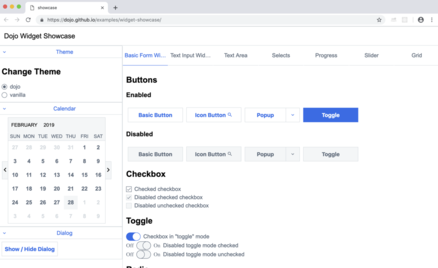 showcase
https://dojo.github.io/examples/widget-showcase/
Dojo Widget Showcase
Theme
Change Theme
dojo
vanilla
Calendar
FEBRUARY 2019
SUN MON TUE WED THU FRI SAT
27 28 29 30 31 1 2
3 4 5 6 7 8 9
10 11 12 13 14 15 16
17 18 19 20 21 22 23
24 25 26 27 28 1 2
3 4 5 6 7 8 9
Dialog
Show / Hide Dialog
Basic Form Wi... Text Input Wid... Text Area Selects Progress Slider Grid
Buttons
Enabled
Basic Button Icon Button Popup Toggle
Disabled
Basic Button Icon Button Popup Toggle
Checkbox
Checked checkbox
Disabled checked checkbox
Disabled unchecked checkbox
Toggle
Checkbox in "toggle" mode
Off On Disabled toggle mode checked
Off On Disabled toggle mode unchecked